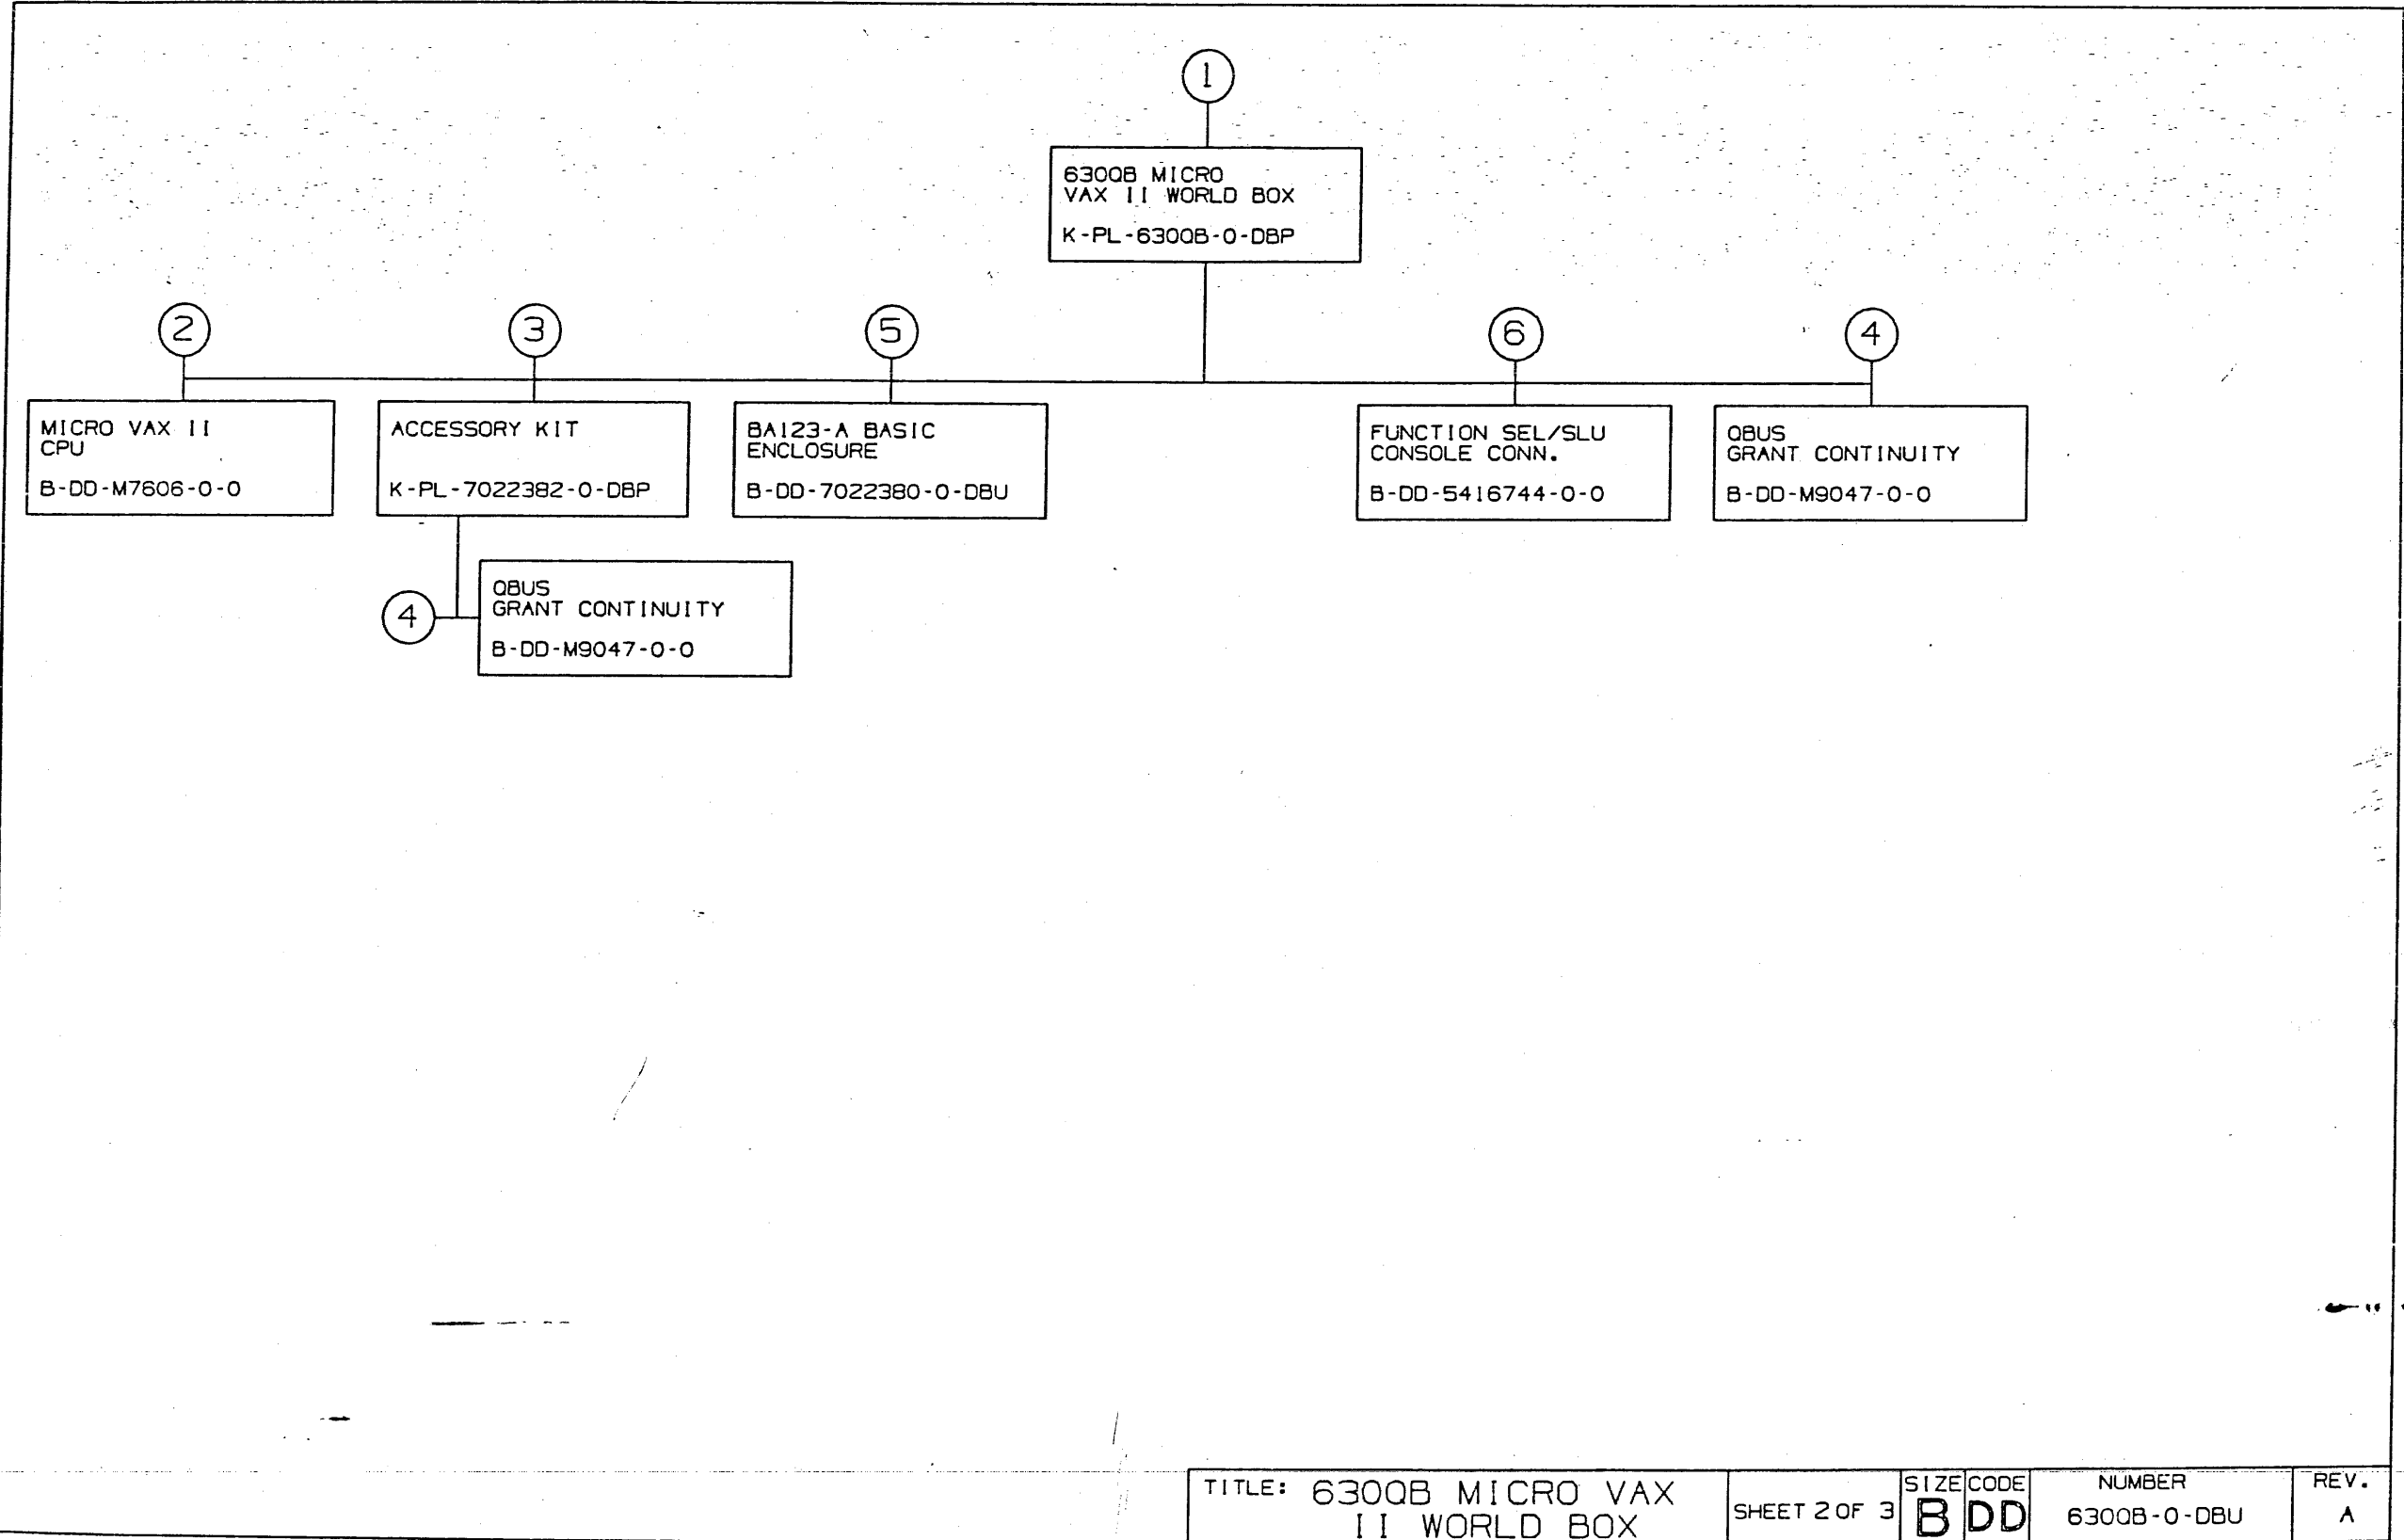 1
630QB MICRO
VAX II WORLD BOX
K-PL-630QB-0-DBP
2
3
5
6
4
MICRO VAX II
CPU
B-DD-M7606-0-0
ACCESSORY KIT
K-PL-7022382-0-DBP
BA123-A BASIC
ENCLOSURE
B-DD-7022380-0-DBU
FUNCTION SEL/SLU
CONSOLE CONN.
B-DD-5416744-0-0
QBUS
GRANT CONTINUITY
B-DD-M9047-0-0
4
QBUS
GRANT CONTINUITY
B-DD-M9047-0-0
TITLE: 630QB MICRO VAX
II WORLD BOX
SHEET 2 OF 3
SIZE
B
CODE
DD
NUMBER
630QB-0-DBU
REV.
A